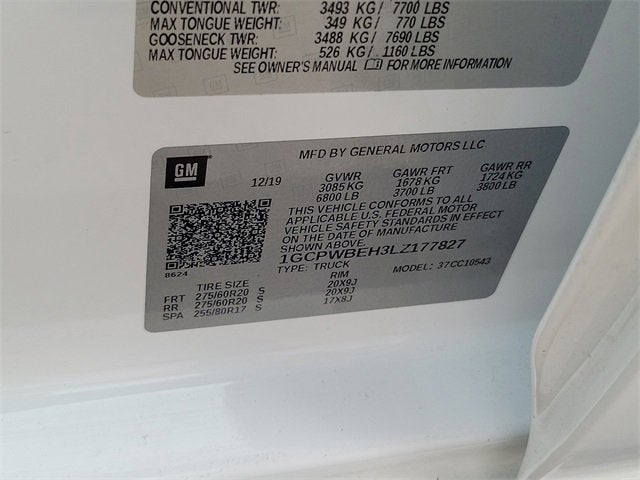 CONVENTIONAL TWR: 3493 KG/ 7700 LBS
MAX TONGUE WEIGHT: 349 KG/ 770 LBS
GOOSENECK TWR: 3488 KG/ 7690 LBS
MAX TONGUE WEIGHT: 526 KG/ 1160 LBS
SEE OWNER'S MANUAL FOR MORE INFORMATION
GM
MFD BY GENERAL MOTORS LLC
12/19 GVWR GAWR FRT GAWR RR
3085 KG 1678 KG 1724 KG
6800 LB 3700 LB 3800 LB
THIS VEHICLE CONFORMS TO ALL
APPLICABLE U.S. FEDERAL MOTOR
VEHICLE SAFETY STANDARDS IN EFFECT
ON THE DATE OF MANUFACTURE
SHOWN ABOVE.
1GCPWBEH3LZ177827
8624
TYPE: TRUCK MODEL: 37CC10543
TIRE SIZE RIM
FRT 275/60R20 S 20X9J
RR 275/60R20 S 20X9J
SPA 255/80R17 S 17X8J